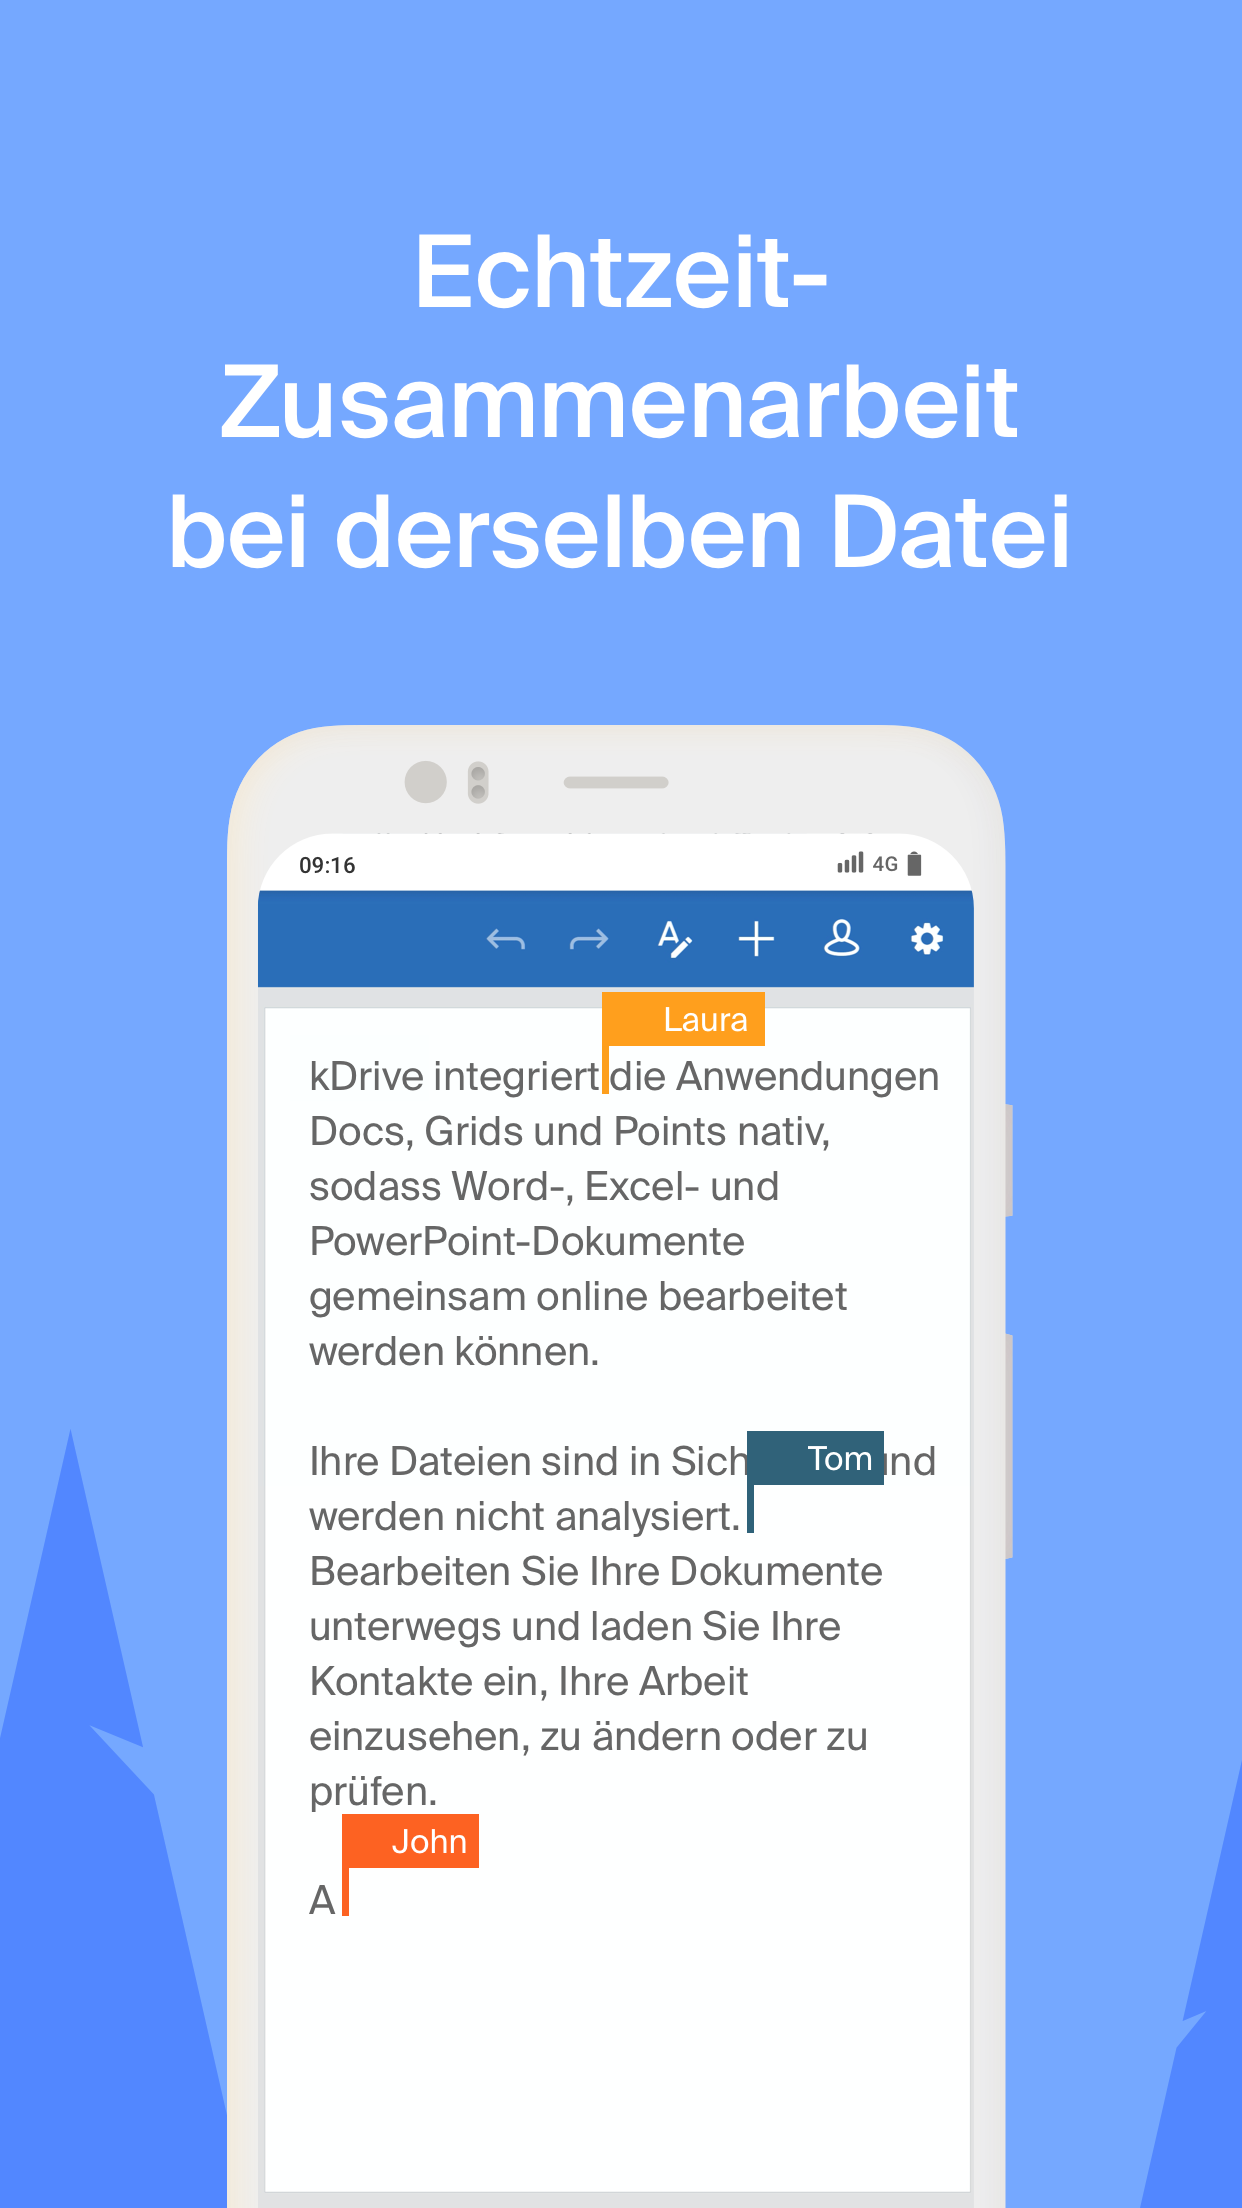 Echtzeit-
Zusammenarbeit
bei derselben Datei
09:16
4G
Laura
kDrive integriert die Anwendungen
Docs, Grids und Points nativ,
sodass Word-, Excel- und
PowerPoint-Dokumente
gemeinsam online bearbeitet
werden können.
Tom
Ihre Dateien sind in
werden nicht analysiert.
Bearbeiten Sie Ihre Dokumente
unterwegs und laden Sie Ihre
Kontakte ein, Ihre Arbeit
einzusehen, zu ändern oder zu
prüfen.
John
A